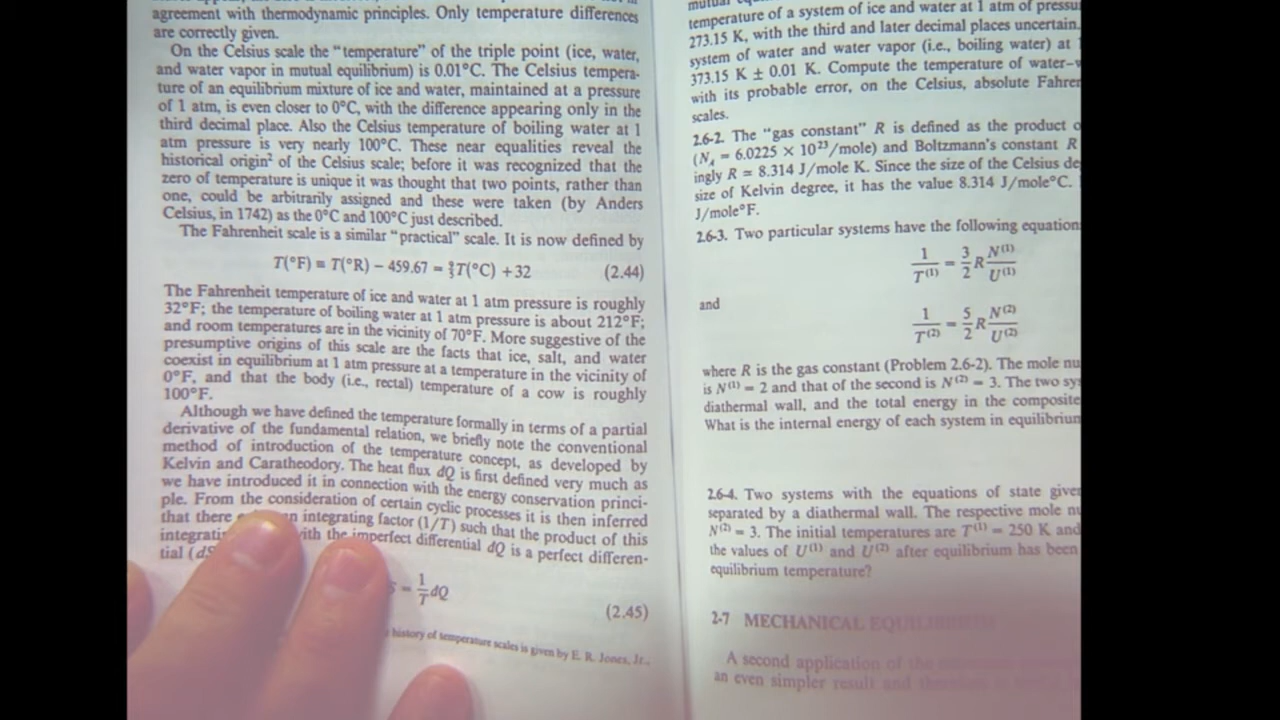 agreement with thermodynamic principles. Only temperature differences
are correctly given.
On the Celsius scale the “temperature” of the triple point (ice, water,
and water vapor in mutual equilibrium) is 0.01°C. The Celsius tempera-
ture of an equilibrium mixture of ice and water, maintained at a pressure
of 1 atm, is even closer to 0°C, with the difference appearing only in the
third decimal place. Also the Celsius temperature of boiling water at 1
atm pressure is very nearly 100°C. These near equalities reveal the
historical origin² of the Celsius scale; before it was recognized that the
zero of temperature is unique it was thought that two points, rather than
one, could be arbitrarily assigned and these were taken (by Anders
Celsius, in 1742) as the 0°C and 100°C just described.
The Fahrenheit scale is a similar “practical” scale. It is now defined by
T(°F) ≡ T(°R) − 459.67 = 9/5 T(°C) + 32 (2.44)
The Fahrenheit temperature of ice and water at 1 atm pressure is roughly
32°F; the temperature of boiling water at 1 atm pressure is about 212°F;
and room temperatures are in the vicinity of 70°F. More suggestive of the
presumptive origins of this scale are the facts that ice, salt, and water
coexist in equilibrium at 1 atm pressure at a temperature in the vicinity of
0°F, and that the body (i.e., rectal) temperature of a cow is roughly
100°F.
Although we have defined the temperature formally in terms of a partial
derivative of the fundamental relation, we briefly note the conventional
method of introduction of the temperature concept, as developed by
Kelvin and Caratheodory. The heat flux đQ is first defined very much as
we have introduced it in connection with the energy conservation princi-
ple. From the consideration of certain cyclic processes it is then inferred
that there integrating factor (1/T) such that the product of this
integrati with the imperfect differential đQ is a perfect differen-
tial (dS
= 1/T đQ (2.45)
history of temperature scales is given by E. R. Jones, Jr.,
temperature of a system of ice and water at 1 atm of pressu
273.15 K, with the third and later decimal places uncertain.
system of water and water vapor (i.e., boiling water) at 1
373.15 K ± 0.01 K. Compute the temperature of water–v
with its probable error, on the Celsius, absolute Fahre
scales.
2.6-2. The “gas constant” R is defined as the product o
(N_A = 6.0225 × 10²³/mole) and Boltzmann's constant R
ingly R ≃ 8.314 J/mole K. Since the size of the Celsius de
size of Kelvin degree, it has the value 8.314 J/mole°C.
J/mole°F.
2.6-3. Two particular systems have the following equation
1/T⁽¹⁾ = 3/2 R N⁽¹⁾/U⁽¹⁾
and
1/T⁽²⁾ = 5/2 R N⁽²⁾/U⁽²⁾
where R is the gas constant (Problem 2.6-2). The mole nu
is N⁽¹⁾ = 2 and that of the second is N⁽²⁾ = 3. The two sy
diathermal wall, and the total energy in the composite
What is the internal energy of each system in equilibrium
2.6-4. Two systems with the equations of state given
separated by a diathermal wall. The respective mole nu
N⁽²⁾ = 3. The initial temperatures are T⁽¹⁾ = 250 K and
the values of U⁽¹⁾ and U⁽²⁾ after equilibrium has been
equilibrium temperature?
2-7 MECHANICAL EQUILIBRIUM
A second application of the
an even simpler result and